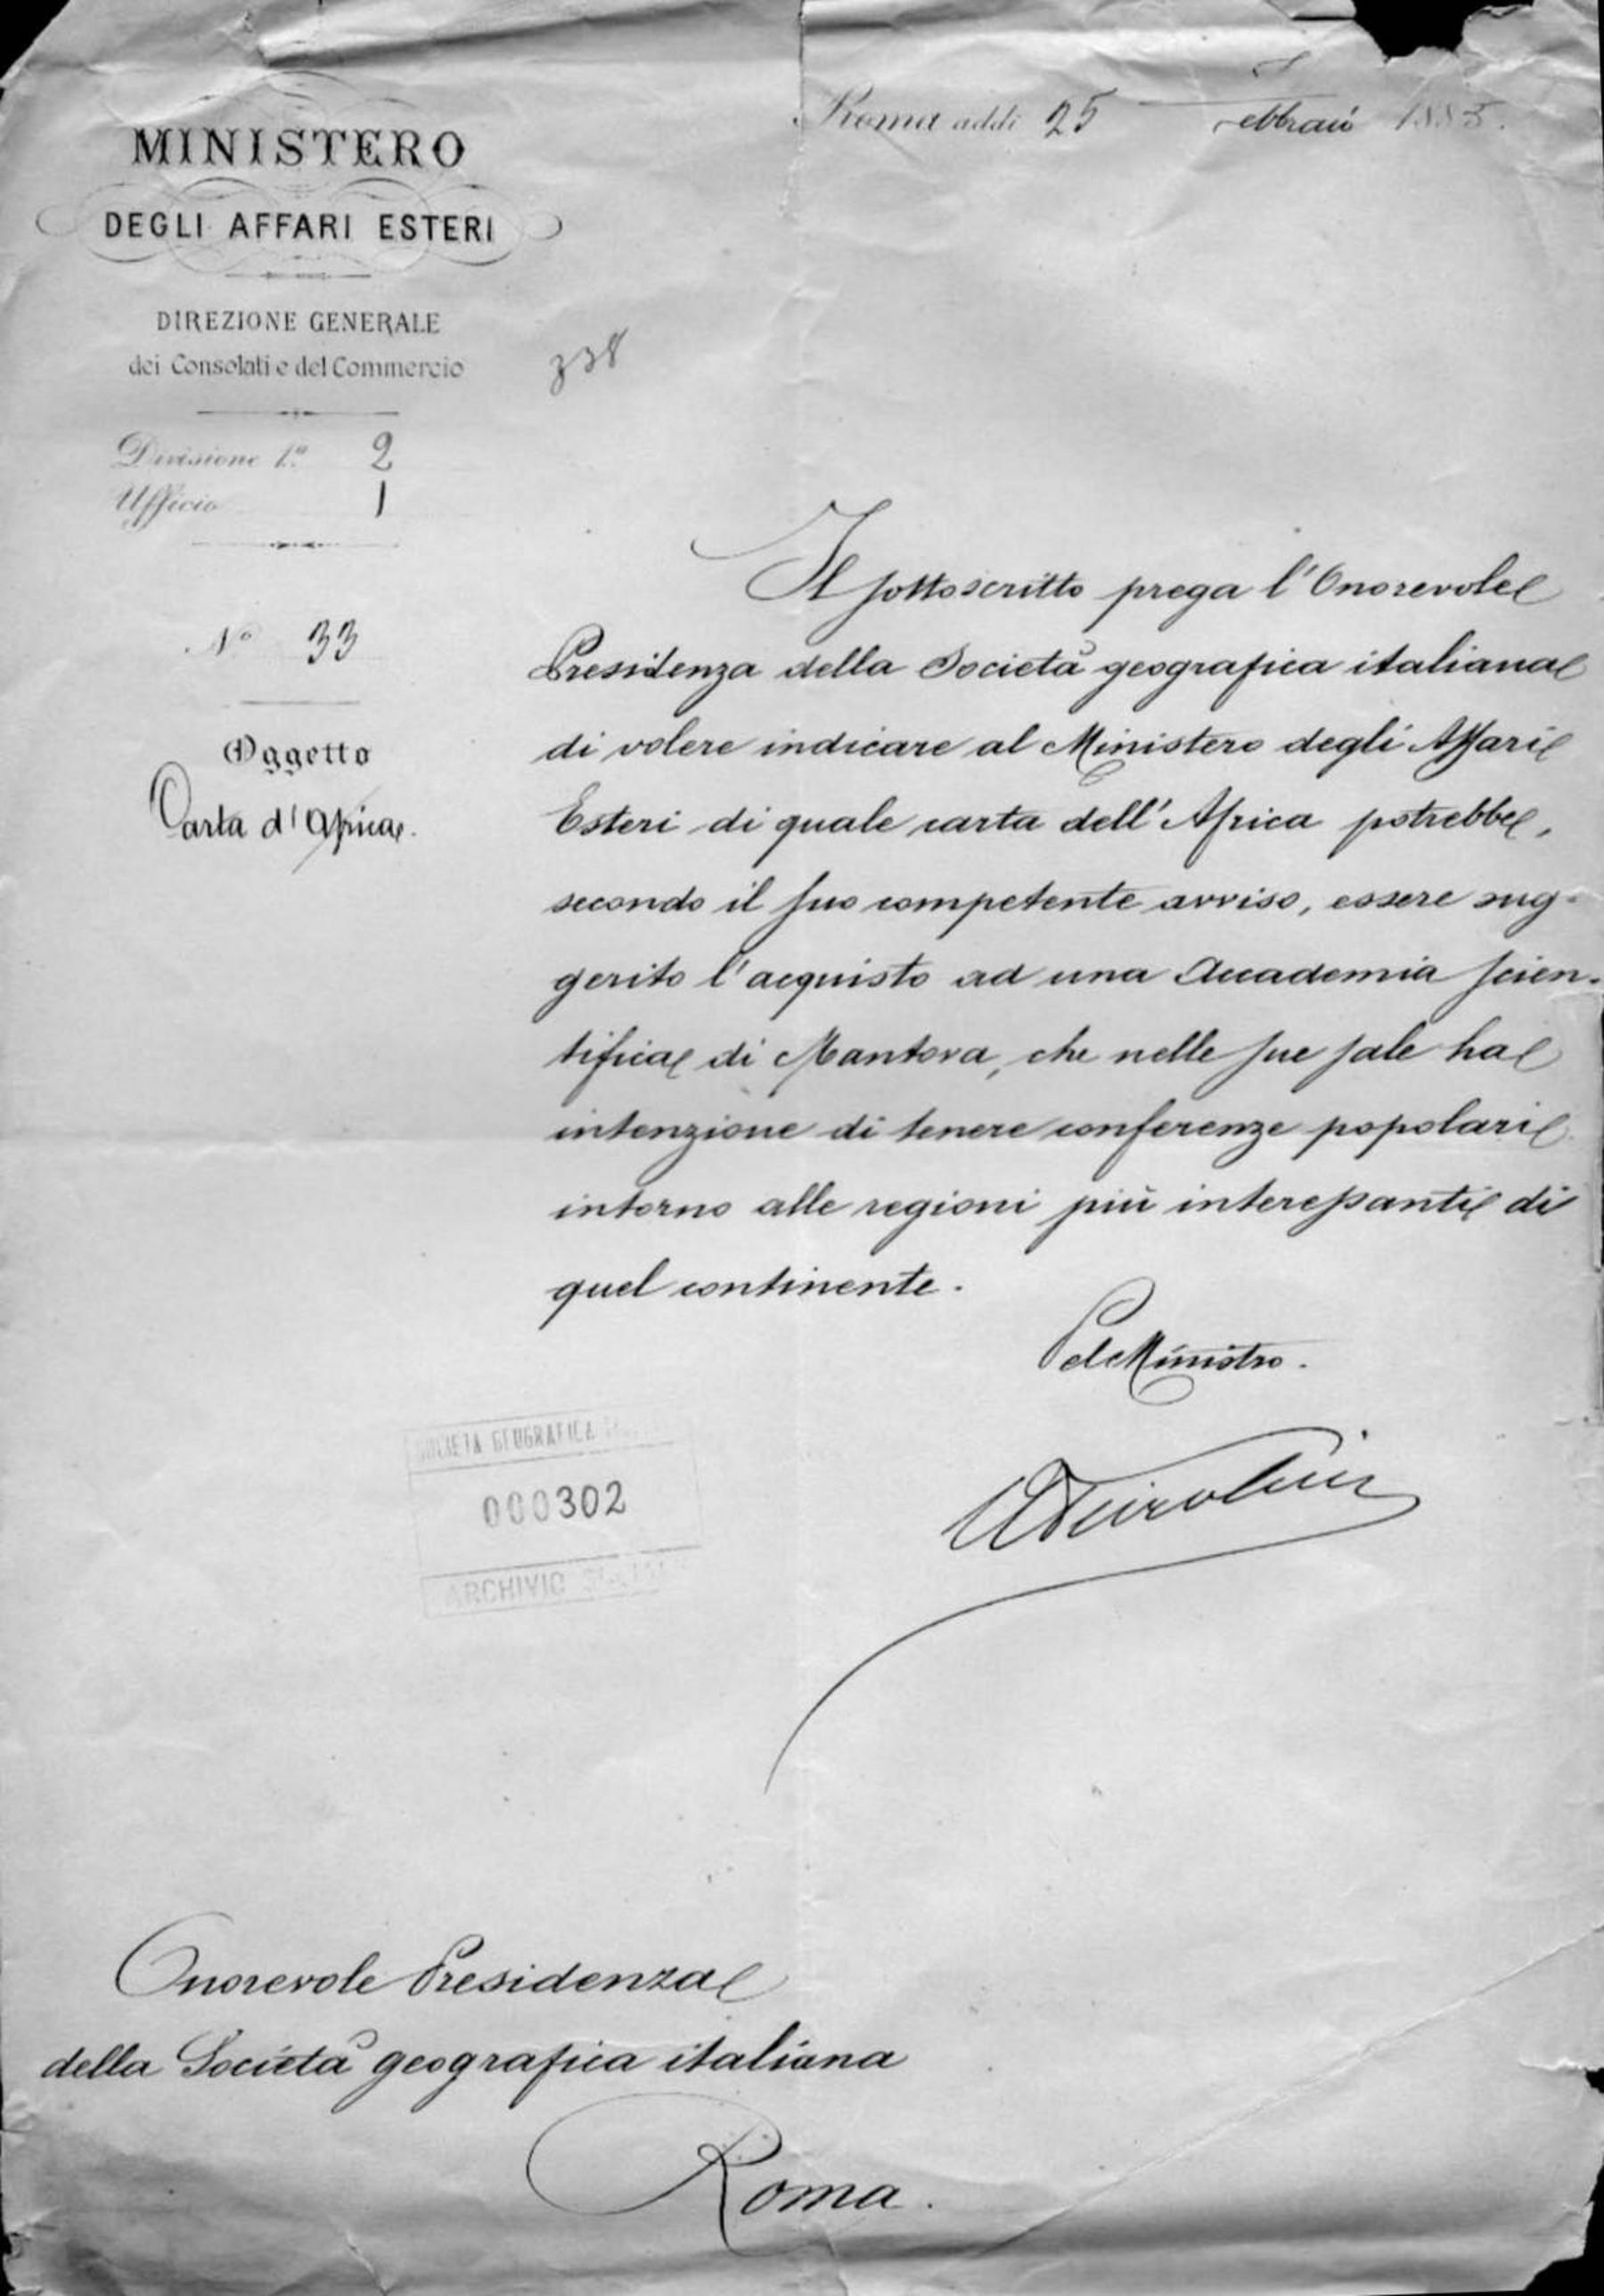 Roma addì 25 Febbraio 1885.
MINISTERO
DEGLI AFFARI ESTERI
DIREZIONE GENERALE
dei Consolati e del Commercio
338
Divisione 1ª 2
Ufficio 1
N° 33
Oggetto
Carta d'Africa.
Il sottoscritto prega l'Onorevole
Presidenza della Società geografica italiana
di volere indicare al Ministero degli Affari
Esteri di quale carta dell'Africa potrebbe,
secondo il suo competente avviso, essere sug-
gerito l'acquisto ad una Accademia scien-
tifica di Mantova, che nelle sue sale ha
intenzione di tenere conferenze popolari
intorno alle regioni più interessanti di
quel continente.
Pel Ministro.
SOCIETA GEOGRAFICA
000302
ARCHIVIO
Onorevole Presidenza
della Società geografica italiana
Roma.